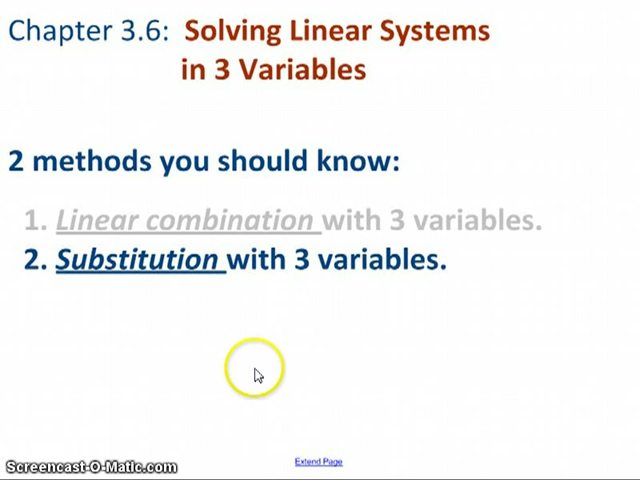 Chapter 3.6: Solving Linear Systems
in 3 Variables
2 methods you should know:
1. Linear combination with 3 variables.
2. Substitution with 3 variables.
Extend Page
Screencast-O-Matic.com